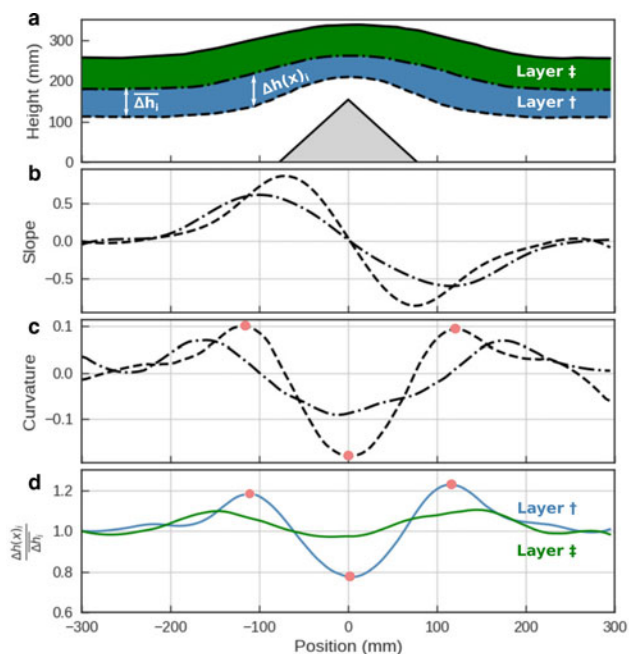 a
300
200
100
0
Height (mm)
Δh̅ᵢ
Δh(x)ᵢ
Layer ‡
Layer †
b
0.5
0.0
−0.5
Slope
c
0.1
0.0
−0.1
Curvature
d
1.2
1.0
0.8
0.6
Δh(x)ᵢ
Δh̅ᵢ
Layer †
Layer ‡
−300 −200 −100 0 100 200 300
Position (mm)